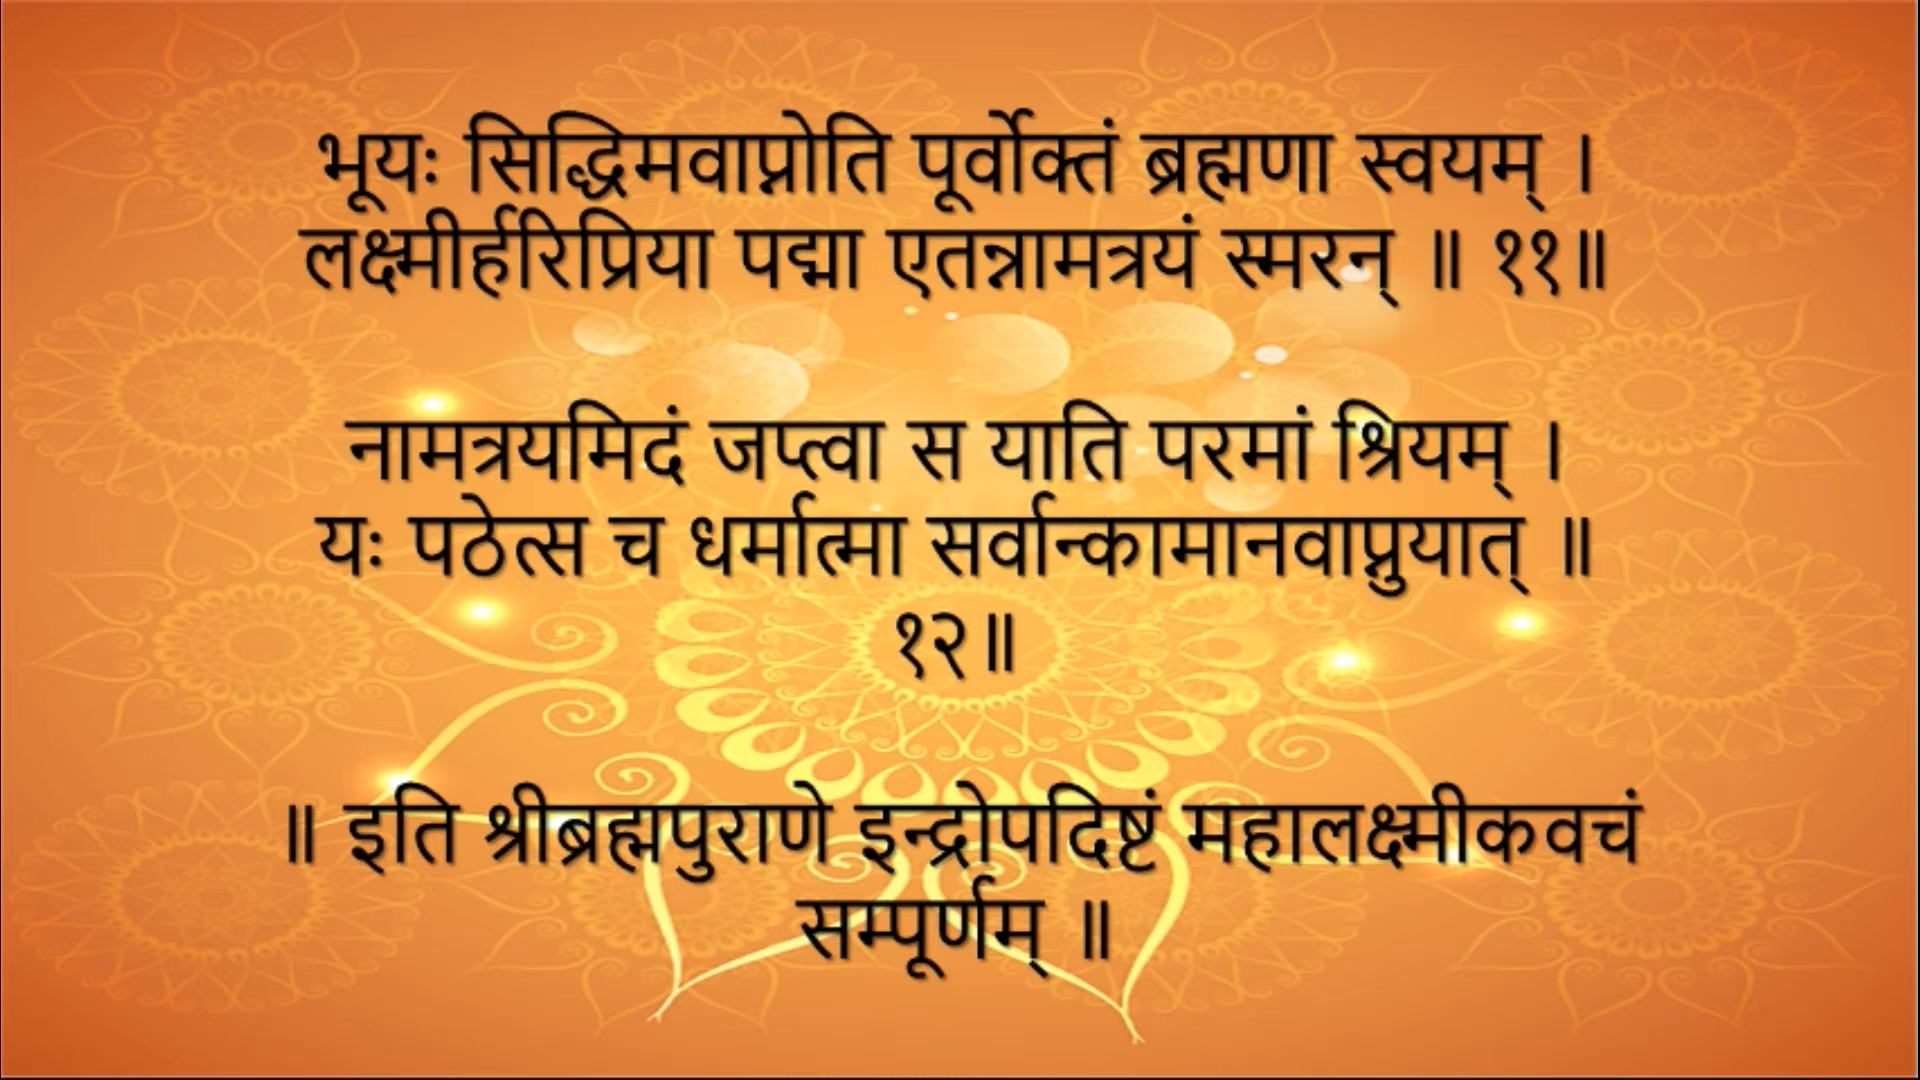 भूयः सिद्धिमवाप्नोति पूर्वोक्तं ब्रह्मणा स्वयम् ।
लक्ष्मीर्हरिप्रिया पद्मा एतन्नामत्रयं स्मरन् ॥ ११॥
नामत्रयमिदं जप्त्वा स याति परमां श्रियम् ।
यः पठेत्स च धर्मात्मा सर्वान्कामानवाप्नुयात् ॥
१२॥
॥ इति श्रीब्रह्मपुराणे इन्द्रोपदिष्टं महालक्ष्मीकवचं
सम्पूर्णम् ॥